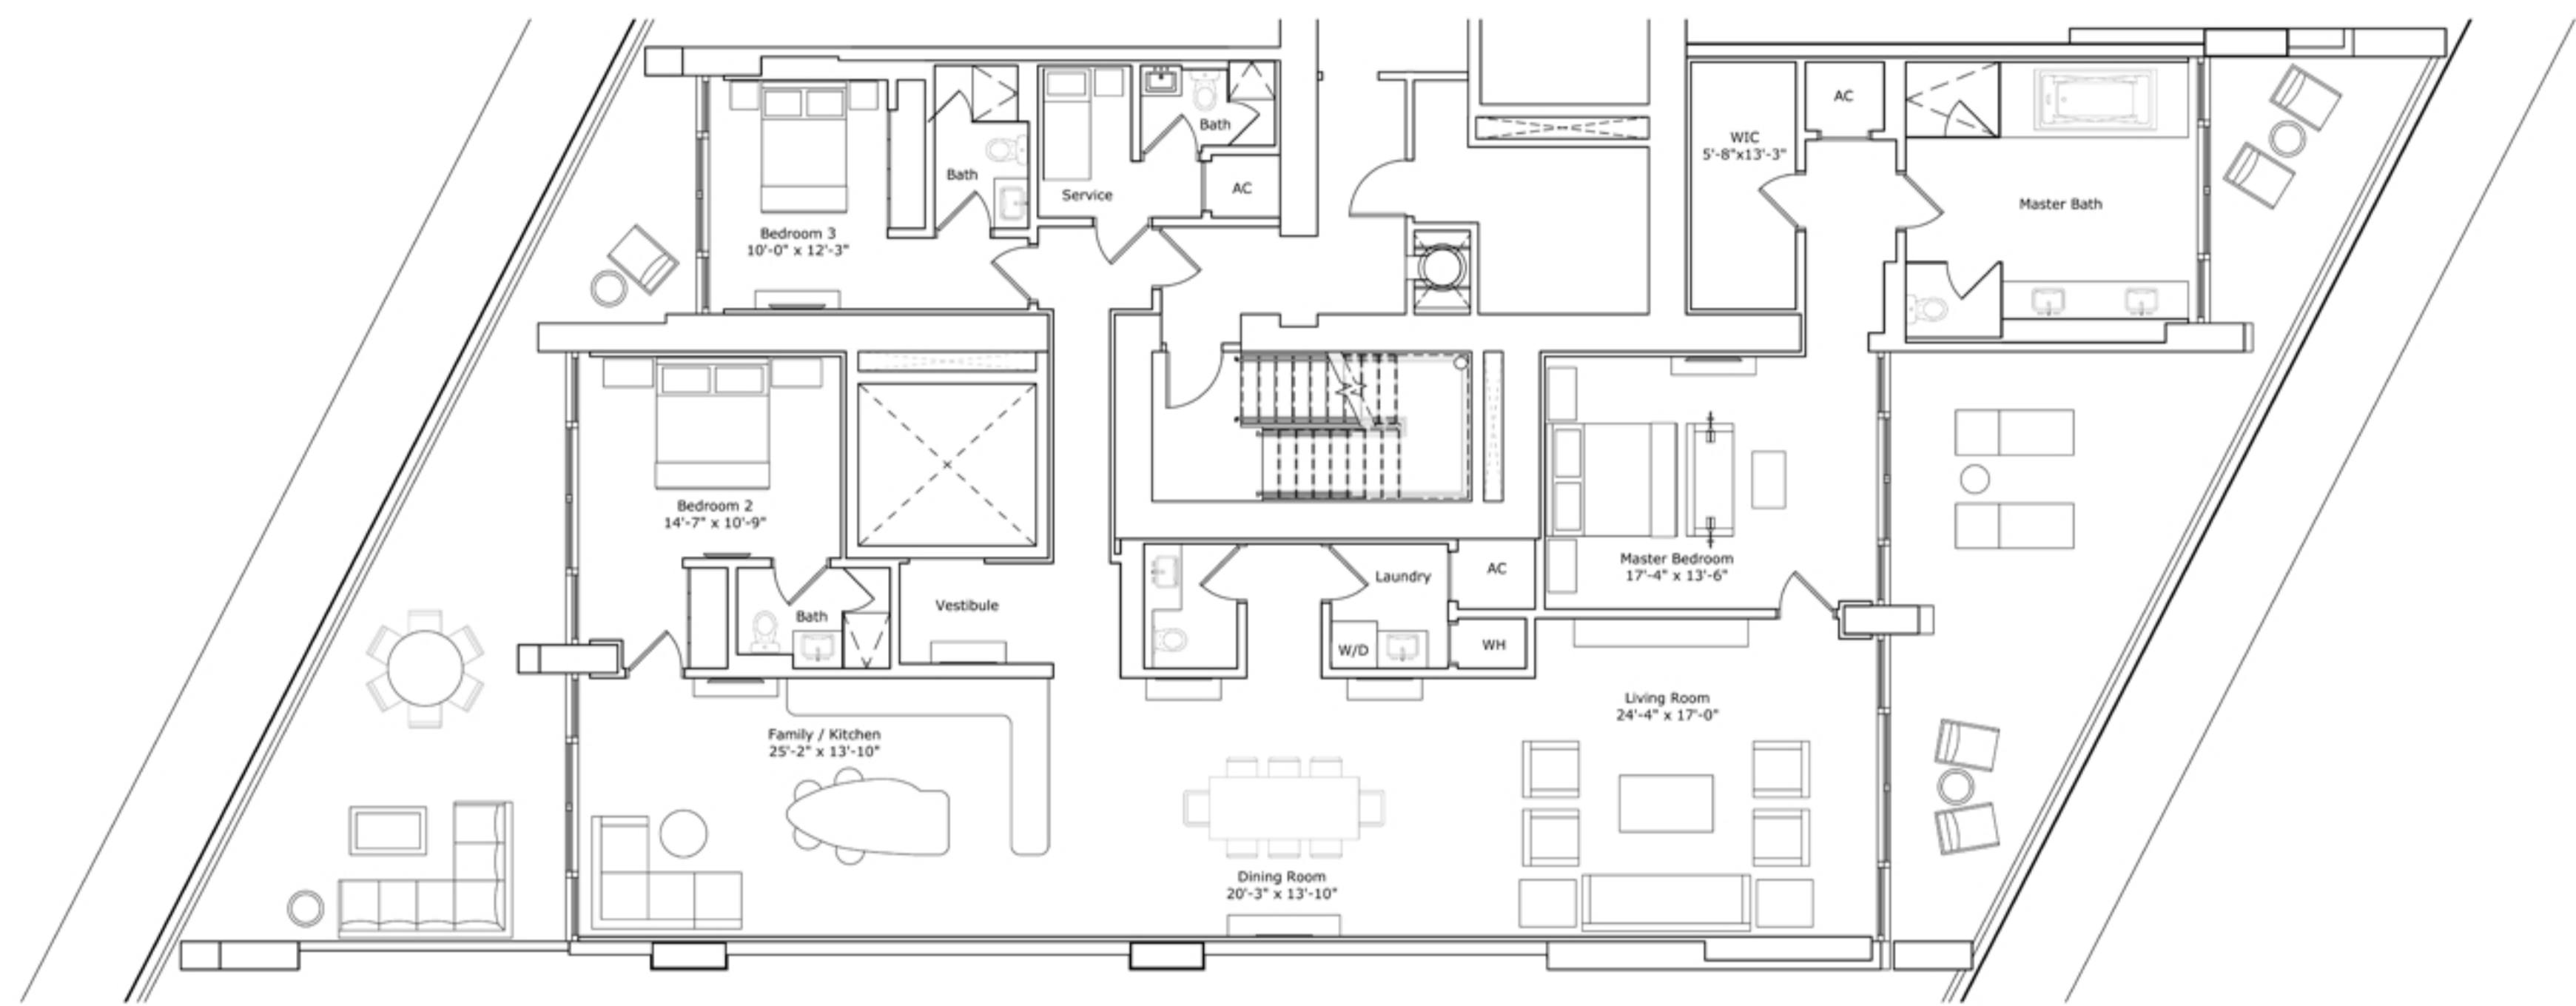 Bedroom 3
10'-0" x 12'-3"
Bath
Service
Bath
AC
WIC
5'-8"x13'-3"
AC
Master Bath
Bedroom 2
14'-7" x 10'-9"
Bath
Vestibule
Laundry
AC
W/D
WH
Master Bedroom
17'-4" x 13'-6"
Living Room
24'-4" x 17'-0"
Family / Kitchen
25'-2" x 13'-10"
Dining Room
20'-3" x 13'-10"